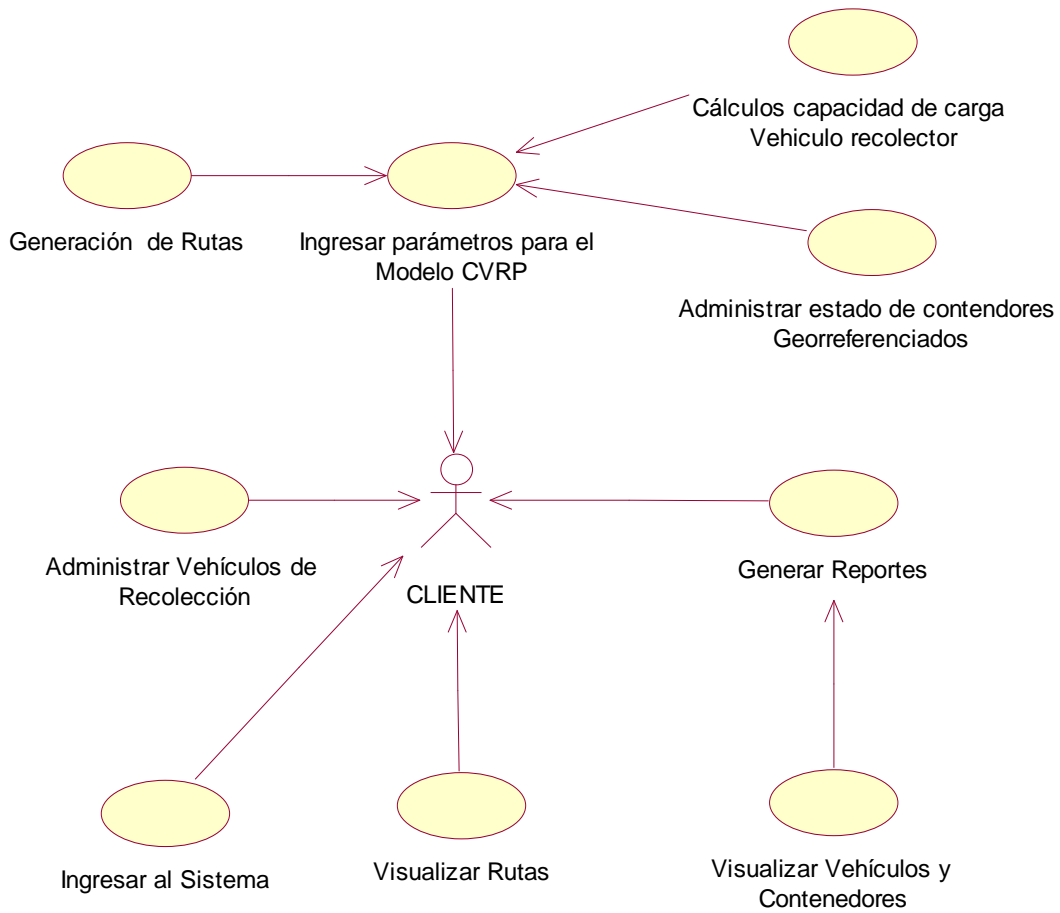 Cálculos capacidad de carga
Vehiculo recolector
Generación de Rutas
Ingresar parámetros para el
Modelo CVRP
Administrar estado de contendores
Georreferenciados
Administrar Vehículos de
Recolección
CLIENTE
Generar Reportes
Ingresar al Sistema
Visualizar Rutas
Visualizar Vehículos y
Contenedores